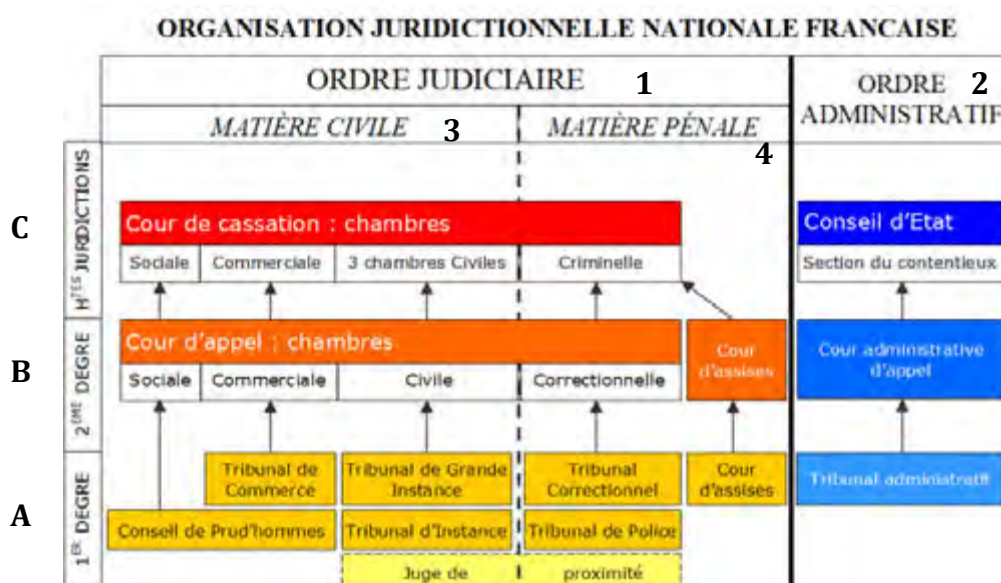 ORGANISATION JURIDICTIONNELLE NATIONALE FRANCAISE
ORDRE JUDICIAIRE 1
ORDRE 2
ADMINISTRATIF
MATIÈRE CIVILE 3
MATIÈRE PÉNALE
4
C
HTES JURIDICTIONS
Cour de cassation : chambres
Conseil d'Etat
Sociale
Commerciale
3 chambres Civiles
Criminelle
Section du contentieux
B
2EME DEGRE
Cour d'appel : chambres
Cour
d'assises
Cour administrative
d'appel
Sociale
Commerciale
Civile
Correctionnelle
A
1ER DEGRE
Tribunal de
Commerce
Tribunal de Grande
Instance
Tribunal
Correctionnel
Cour
d'assises
Tribunal administratif
Conseil de Prud'hommes
Tribunal d'Instance
Tribunal de Police
Juge de proximité